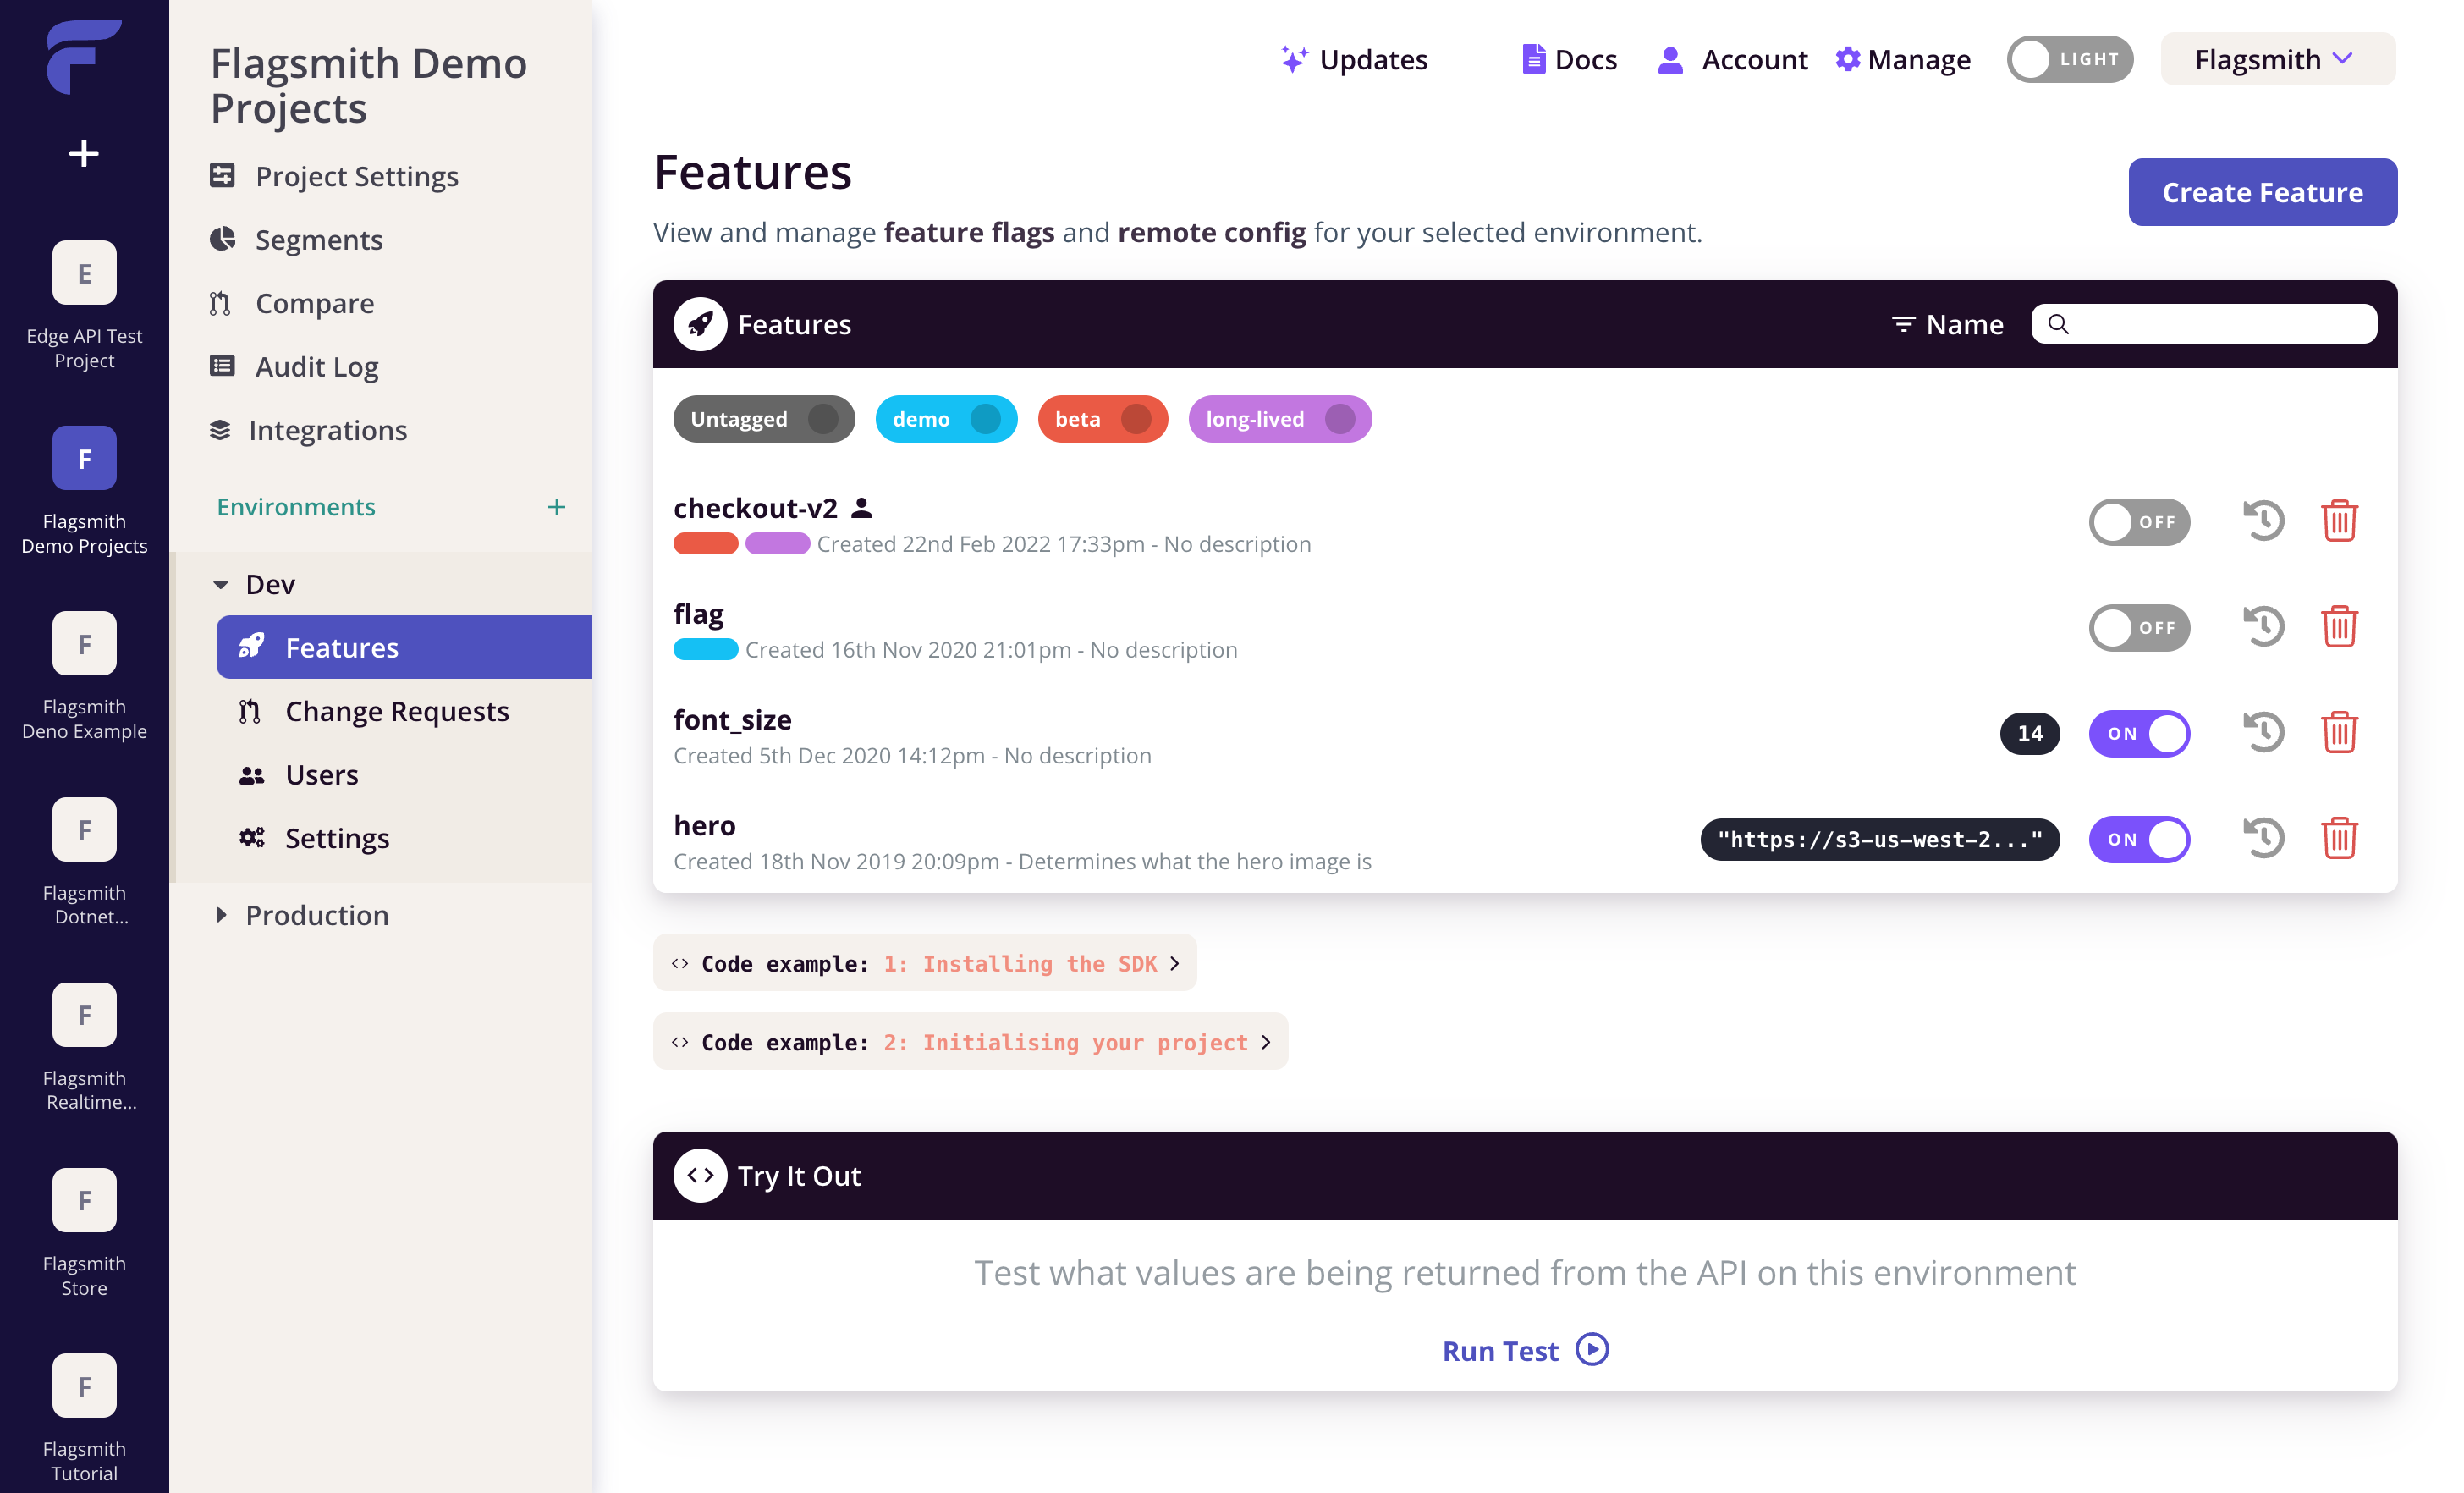 E
Edge API Test
Project
F
Flagsmith
Demo Projects
F
Flagsmith
Deno Example
F
Flagsmith
Dotnet...
F
Flagsmith
Realtime...
F
Flagsmith
Store
F
Flagsmith
Tutorial
Flagsmith Demo
Projects
Project Settings
Segments
Compare
Audit Log
Integrations
Environments
Dev
Features
Change Requests
Users
Settings
Production
Updates Docs Account Manage LIGHT Flagsmith
Features
Create Feature
View and manage feature flags and remote config for your selected environment.
Features Name
Untagged demo beta long-lived
checkout-v2
Created 22nd Feb 2022 17:33pm - No description
OFF
flag
Created 16th Nov 2020 21:01pm - No description
OFF
font_size
Created 5th Dec 2020 14:12pm - No description
14 ON
hero
Created 18th Nov 2019 20:09pm - Determines what the hero image is
"https://s3-us-west-2..." ON
<> Code example: 1: Installing the SDK >
<> Code example: 2: Initialising your project >
<> Try It Out
Test what values are being returned from the API on this environment
Run Test